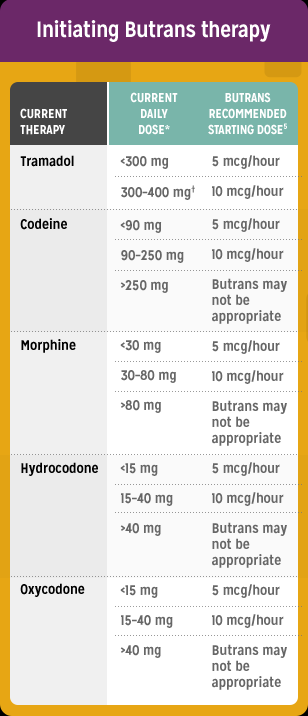 Initiating Butrans therapy
CURRENT THERAPY
CURRENT DAILY DOSE*
BUTRANS RECOMMENDED STARTING DOSE§
Tramadol
<300 mg 5 mcg/hour
300-400 mg† 10 mcg/hour
Codeine
<90 mg 5 mcg/hour
90-250 mg 10 mcg/hour
>250 mg Butrans may
not be
appropriate
Morphine
<30 mg 5 mcg/hour
30-80 mg 10 mcg/hour
>80 mg Butrans may
not be
appropriate
Hydrocodone
<15 mg 5 mcg/hour
15-40 mg 10 mcg/hour
>40 mg Butrans may
not be
appropriate
Oxycodone
<15 mg 5 mcg/hour
15-40 mg 10 mcg/hour
>40 mg Butrans may
not be
appropriate